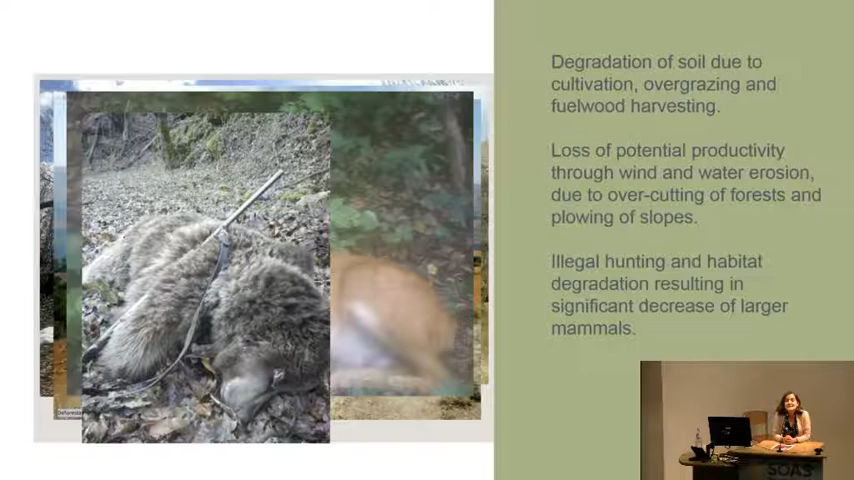 Degradation of soil due to
cultivation, overgrazing and
fuelwood harvesting.
Loss of potential productivity
through wind and water erosion,
due to over-cutting of forests and
plowing of slopes.
Illegal hunting and habitat
degradation resulting in
significant decrease of larger
mammals.
SOAS